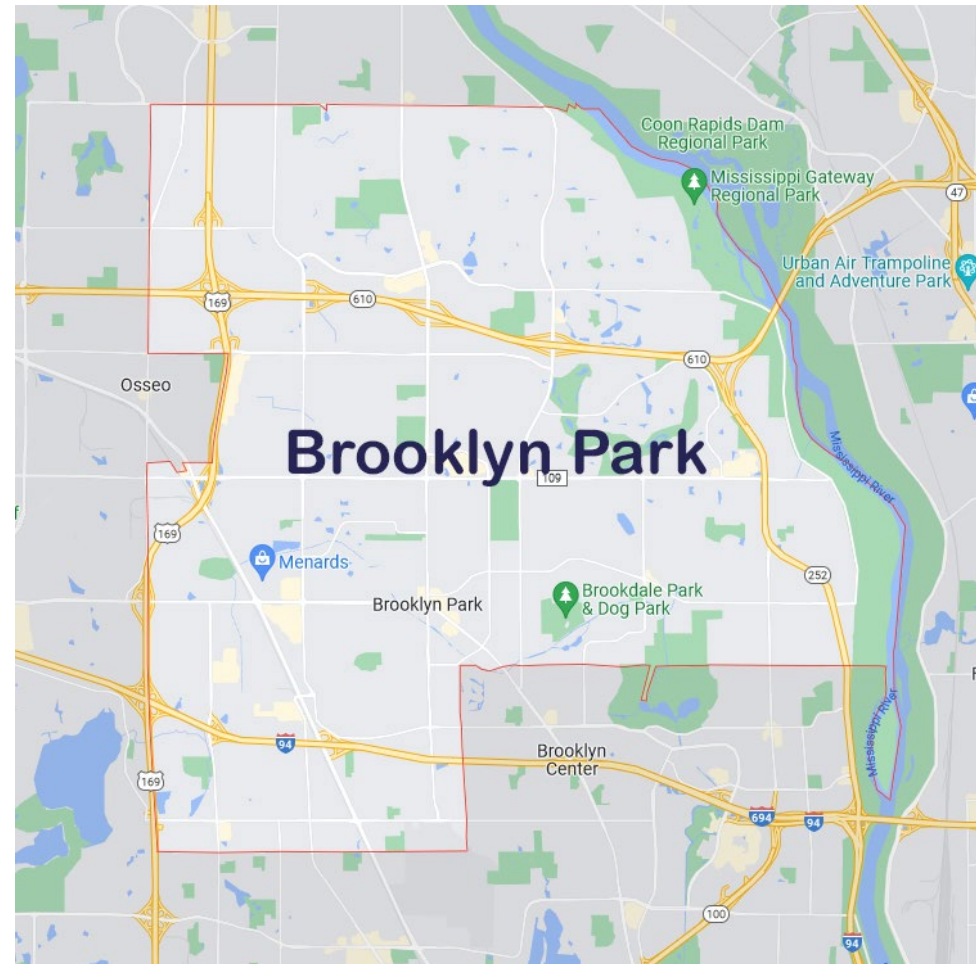 Coon Rapids Dam
Regional Park
Mississippi Gateway
Regional Park
47
Urban Air Trampoline
and Adventure Park
169
610
610
Osseo
Brooklyn Park
Mississippi River
109
f
169
Menards
252
Brookdale Park
& Dog Park
Brooklyn Park
F
Mississippi River
94
Brooklyn
Center
169
694
94
100
94